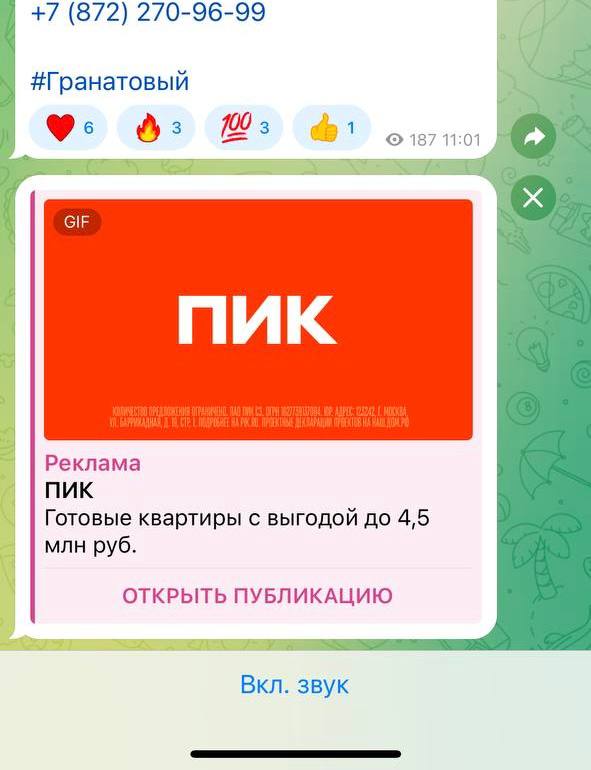 +7 (872) 270-96-99
#Гранатовый
6
3
100 3
1
187 11:01
GIF
ПИК
КОЛИЧЕСТВО ПРЕДЛОЖЕНИЯ ОГРАНИЧЕНО. ПАО ПИК СЗ. ОГРН 1027739137084. ЮР. АДРЕС: 123242, Г. МОСКВА,
УЛ. БАРРИКАДНАЯ, Д. 19, СТР. 1. ПОДРОБНЕЕ НА PIK.RU. ПРОЕКТНЫЕ ДЕКЛАРАЦИИ ПРОЕКТОВ НА НАШ.ДОМ.РФ
Реклама
ПИК
Готовые квартиры с выгодой до 4,5
млн руб.
ОТКРЫТЬ ПУБЛИКАЦИЮ
Вкл. звук